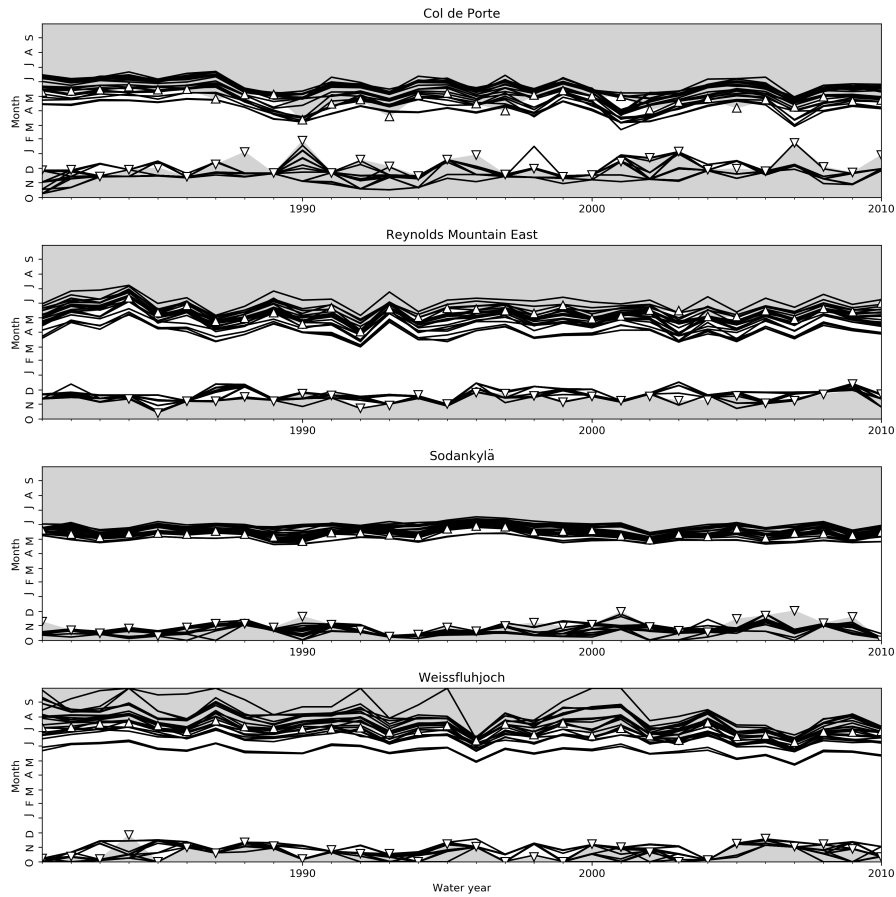 Col de Porte
Month
O N D J F M A M J J A S
1990 2000 2010
Reynolds Mountain East
Month
O N D J F M A M J J A S
1990 2000 2010
Sodankylä
Month
O N D J F M A M J J A S
1990 2000 2010
Weissfluhjoch
Month
O N D J F M A M J J A S
1990 2000 2010
Water year